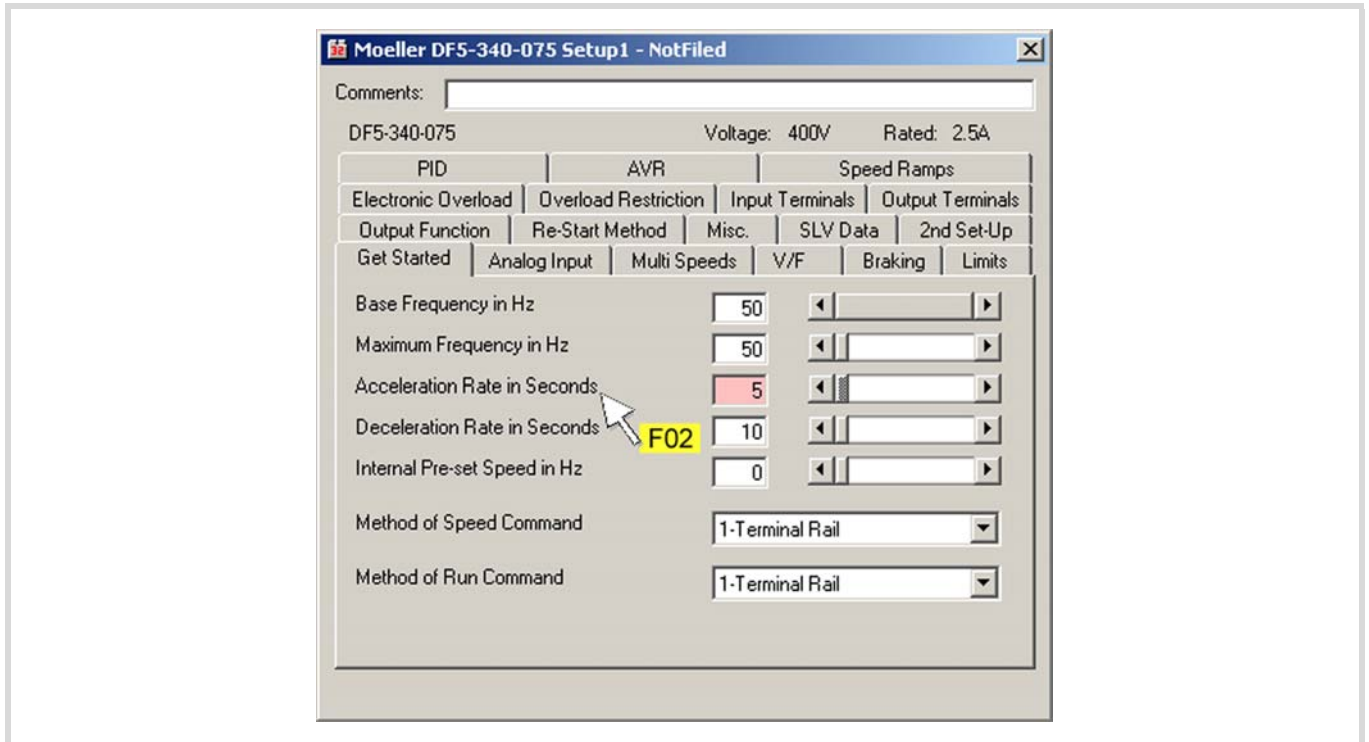 Moeller DF5-340-075 Setup1 - NotFiled
Comments:
DF5-340-075 Voltage: 400V Rated: 2.5A
PID AVR Speed Ramps
Electronic Overload Overload Restriction Input Terminals Output Terminals
Output Function Re-Start Method Misc. SLV Data 2nd Set-Up
Get Started Analog Input Multi Speeds V/F Braking Limits
Base Frequency in Hz 50
Maximum Frequency in Hz 50
Acceleration Rate in Seconds 5
Deceleration Rate in Seconds 10
F02
Internal Pre-set Speed in Hz 0
Method of Speed Command 1-Terminal Rail
Method of Run Command 1-Terminal Rail